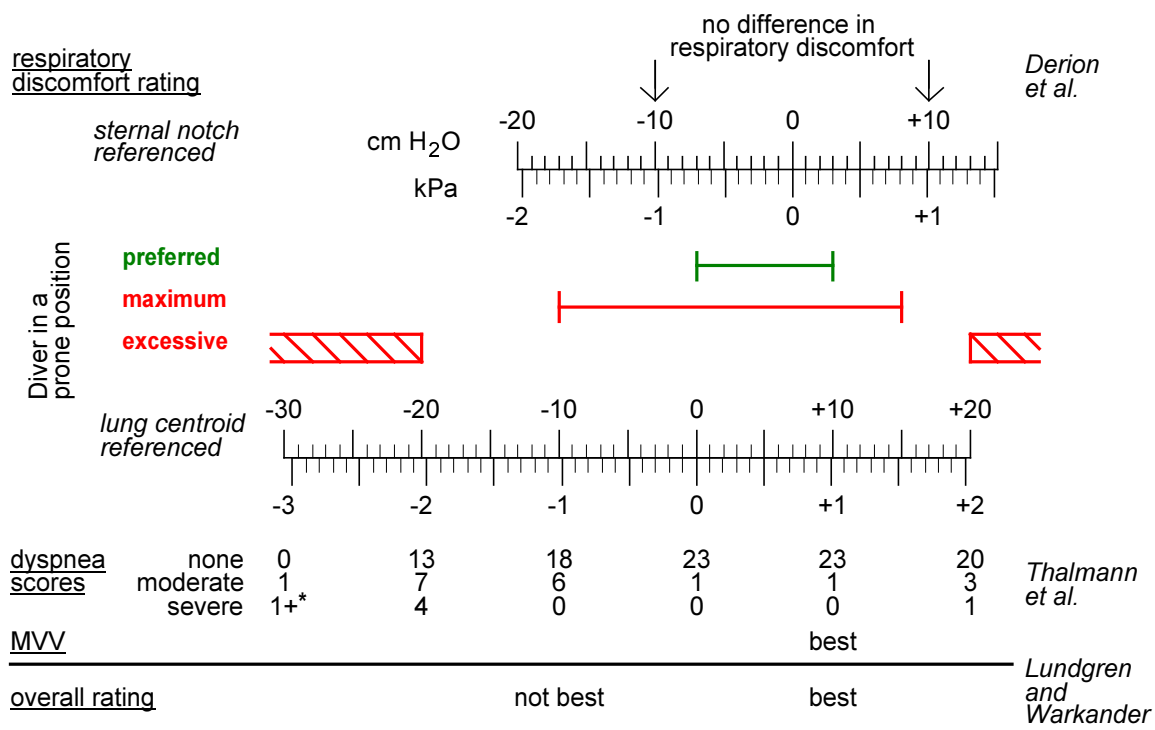 no difference in
respiratory discomfort
respiratory
discomfort rating
Derion
et al.
sternal notch
referenced
cm H₂O
-20 -10 0 +10
kPa
-2 -1 0 +1
Diver in a
prone position
preferred
maximum
excessive
lung centroid
referenced
-30 -20 -10 0 +10 +20
-3 -2 -1 0 +1 +2
dyspnea
scores
none 0 13 18 23 23 20
moderate 1 7 6 1 1 3
severe 1+* 4 0 0 0 1
Thalmann
et al.
MVV best
overall rating not best best
Lundgren
and
Warkander